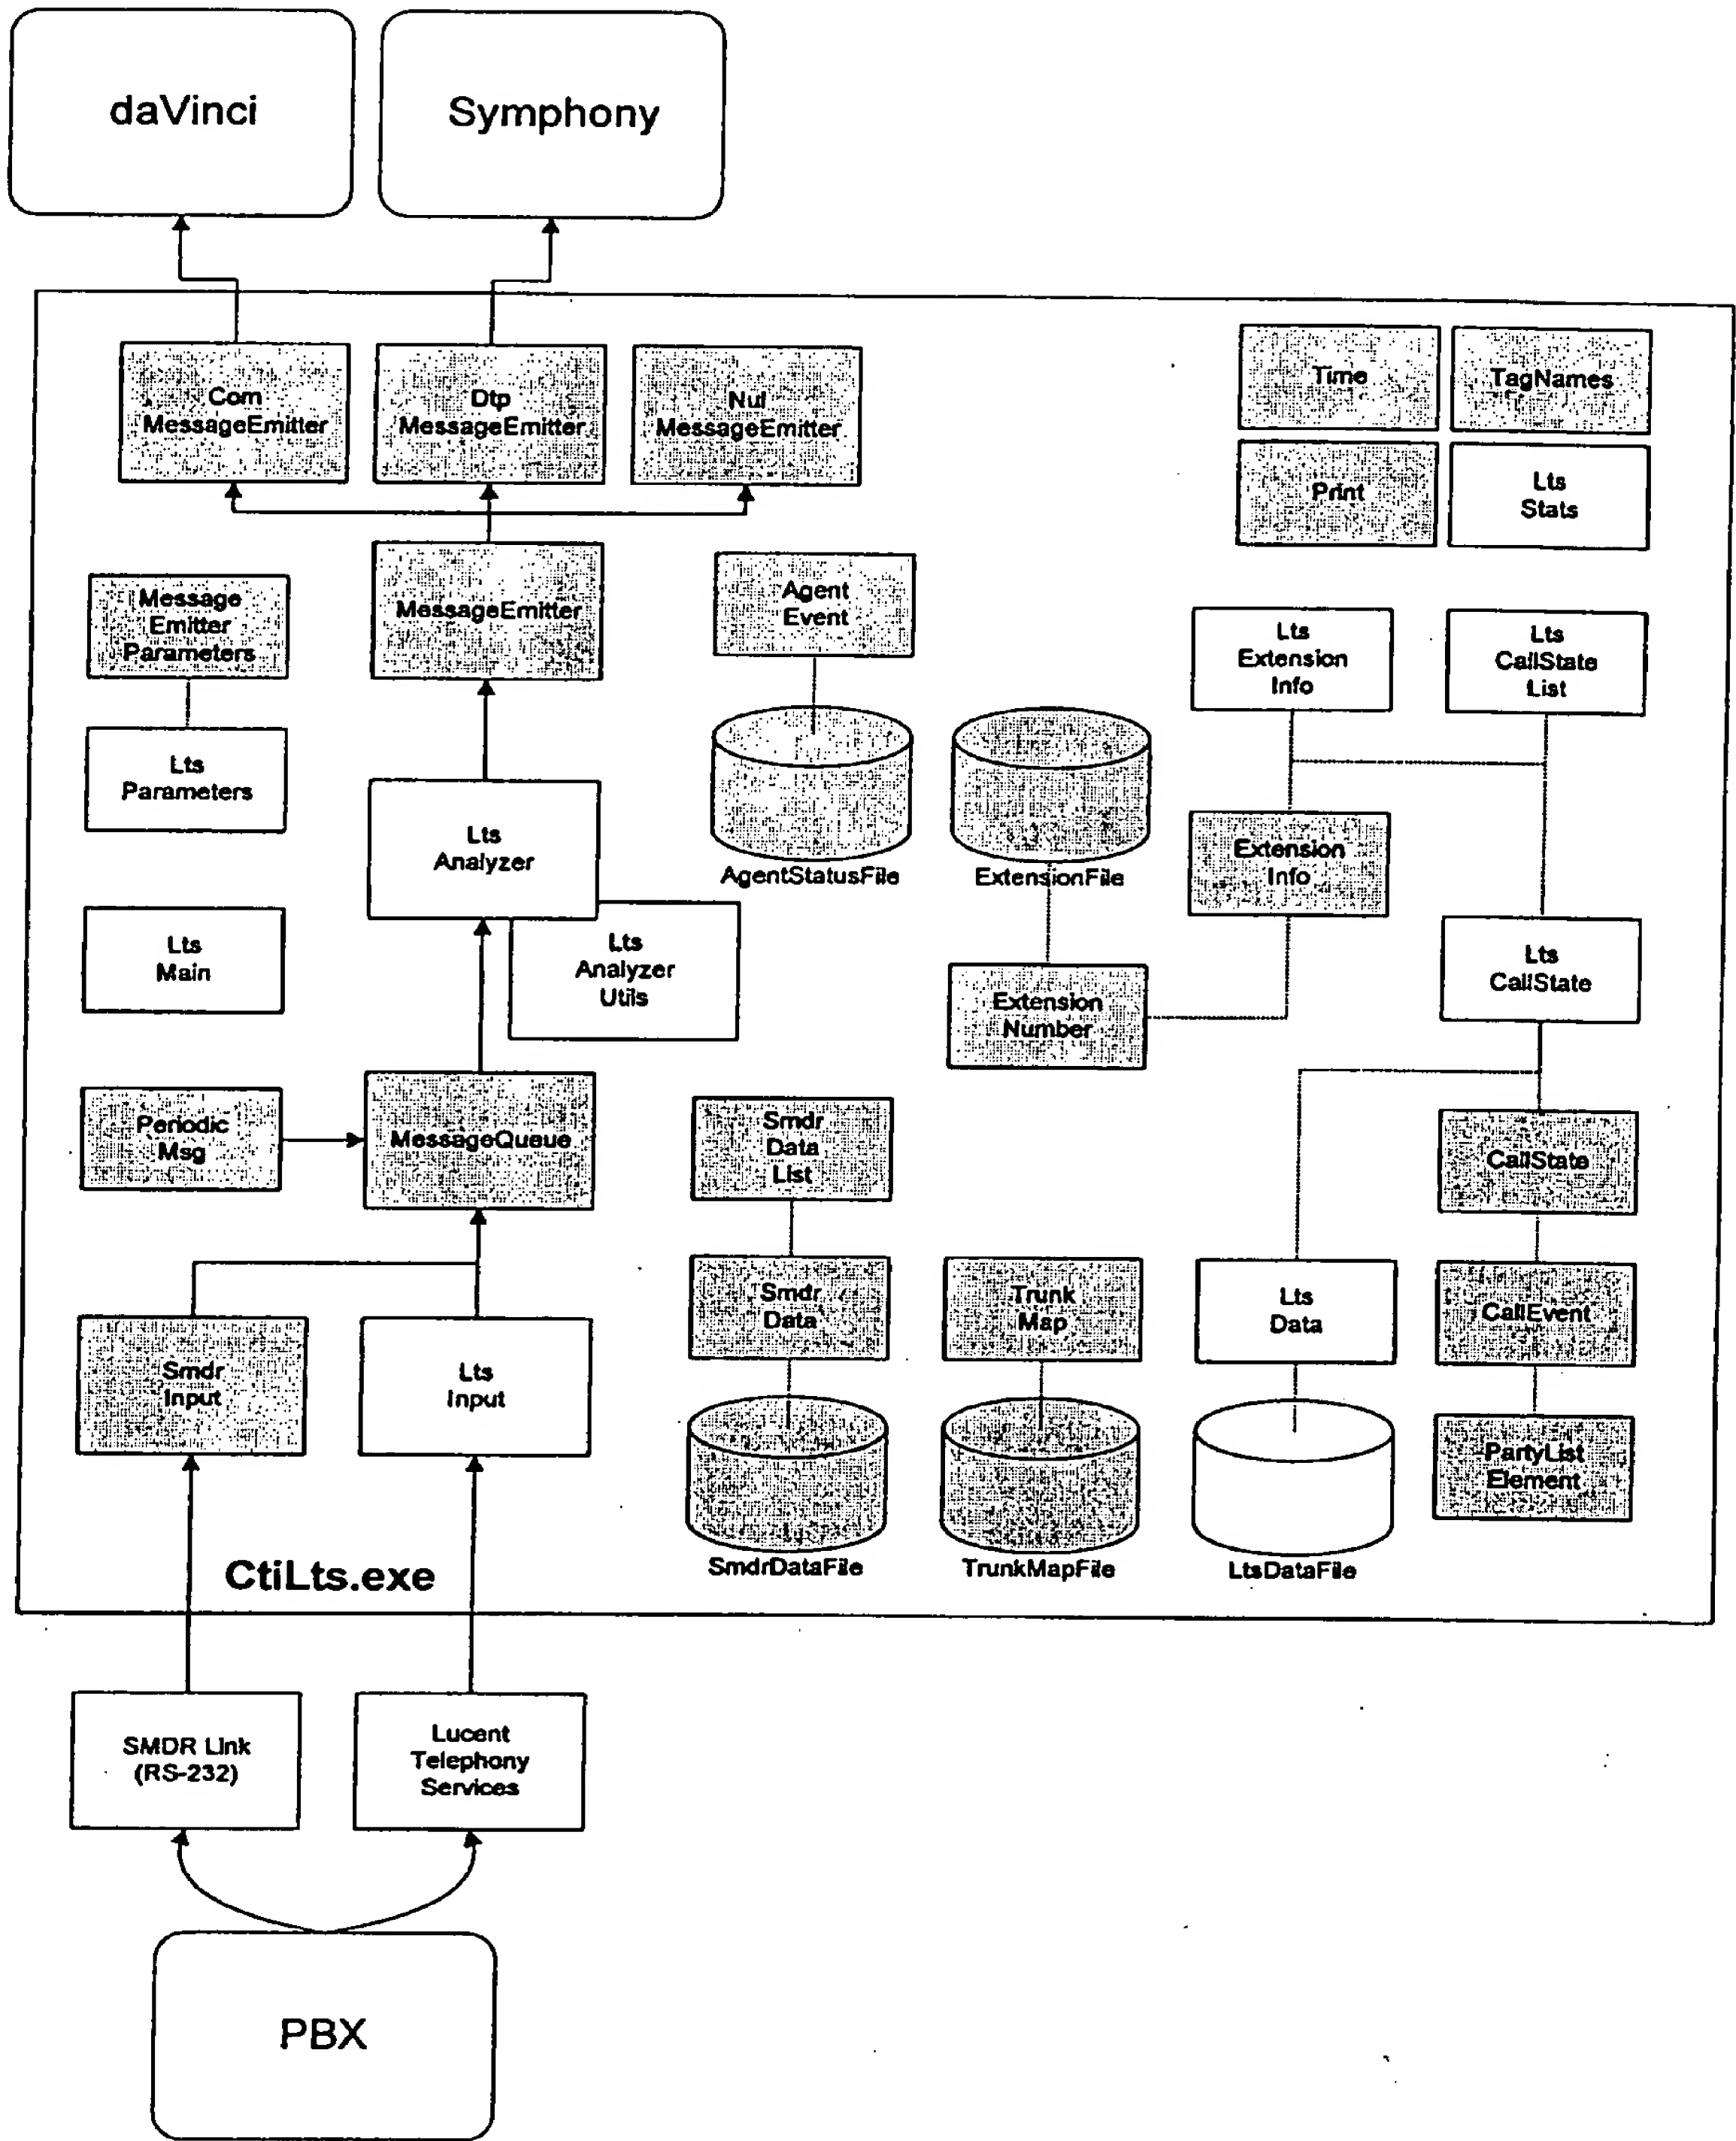 daVinci
Symphony
Com
MessageEmitter
Dtp
MessageEmitter
Nul
MessageEmitter
Time
TagNames
Print
Lts
Stats
Message
Emitter
Parameters
MessageEmitter
Agent
Event
Lts
Extension
Info
Lts
CallState
List
Lts
Parameters
Lts
Analyzer
AgentStatusFile
ExtensionFile
Extension
Info
Lts
Main
Lts
Analyzer
Utils
Extension
Number
Lts
CallState
Periodic
Msg
MessageQueue
Smdr
Data
List
CallState
Smdr
Data
Trunk
Map
Lts
Data
CallEvent
Smdr
Input
Lts
Input
PartyList
Element
SmdrDataFile
TrunkMapFile
LtsDataFile
CtiLts.exe
SMDR Link
(RS-232)
Lucent
Telephony
Services
PBX